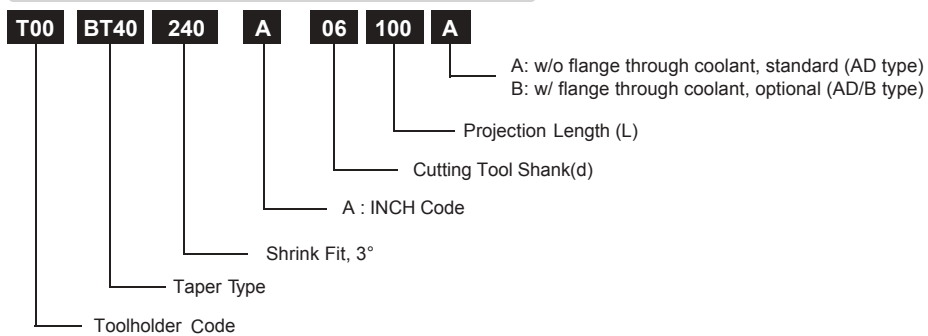 T00 BT40 240 A 06 100 A
A: w/o flange through coolant, standard (AD type)
B: w/ flange through coolant, optional (AD/B type)
Projection Length (L)
Cutting Tool Shank(d)
A : INCH Code
Shrink Fit, 3°
Taper Type
Toolholder Code